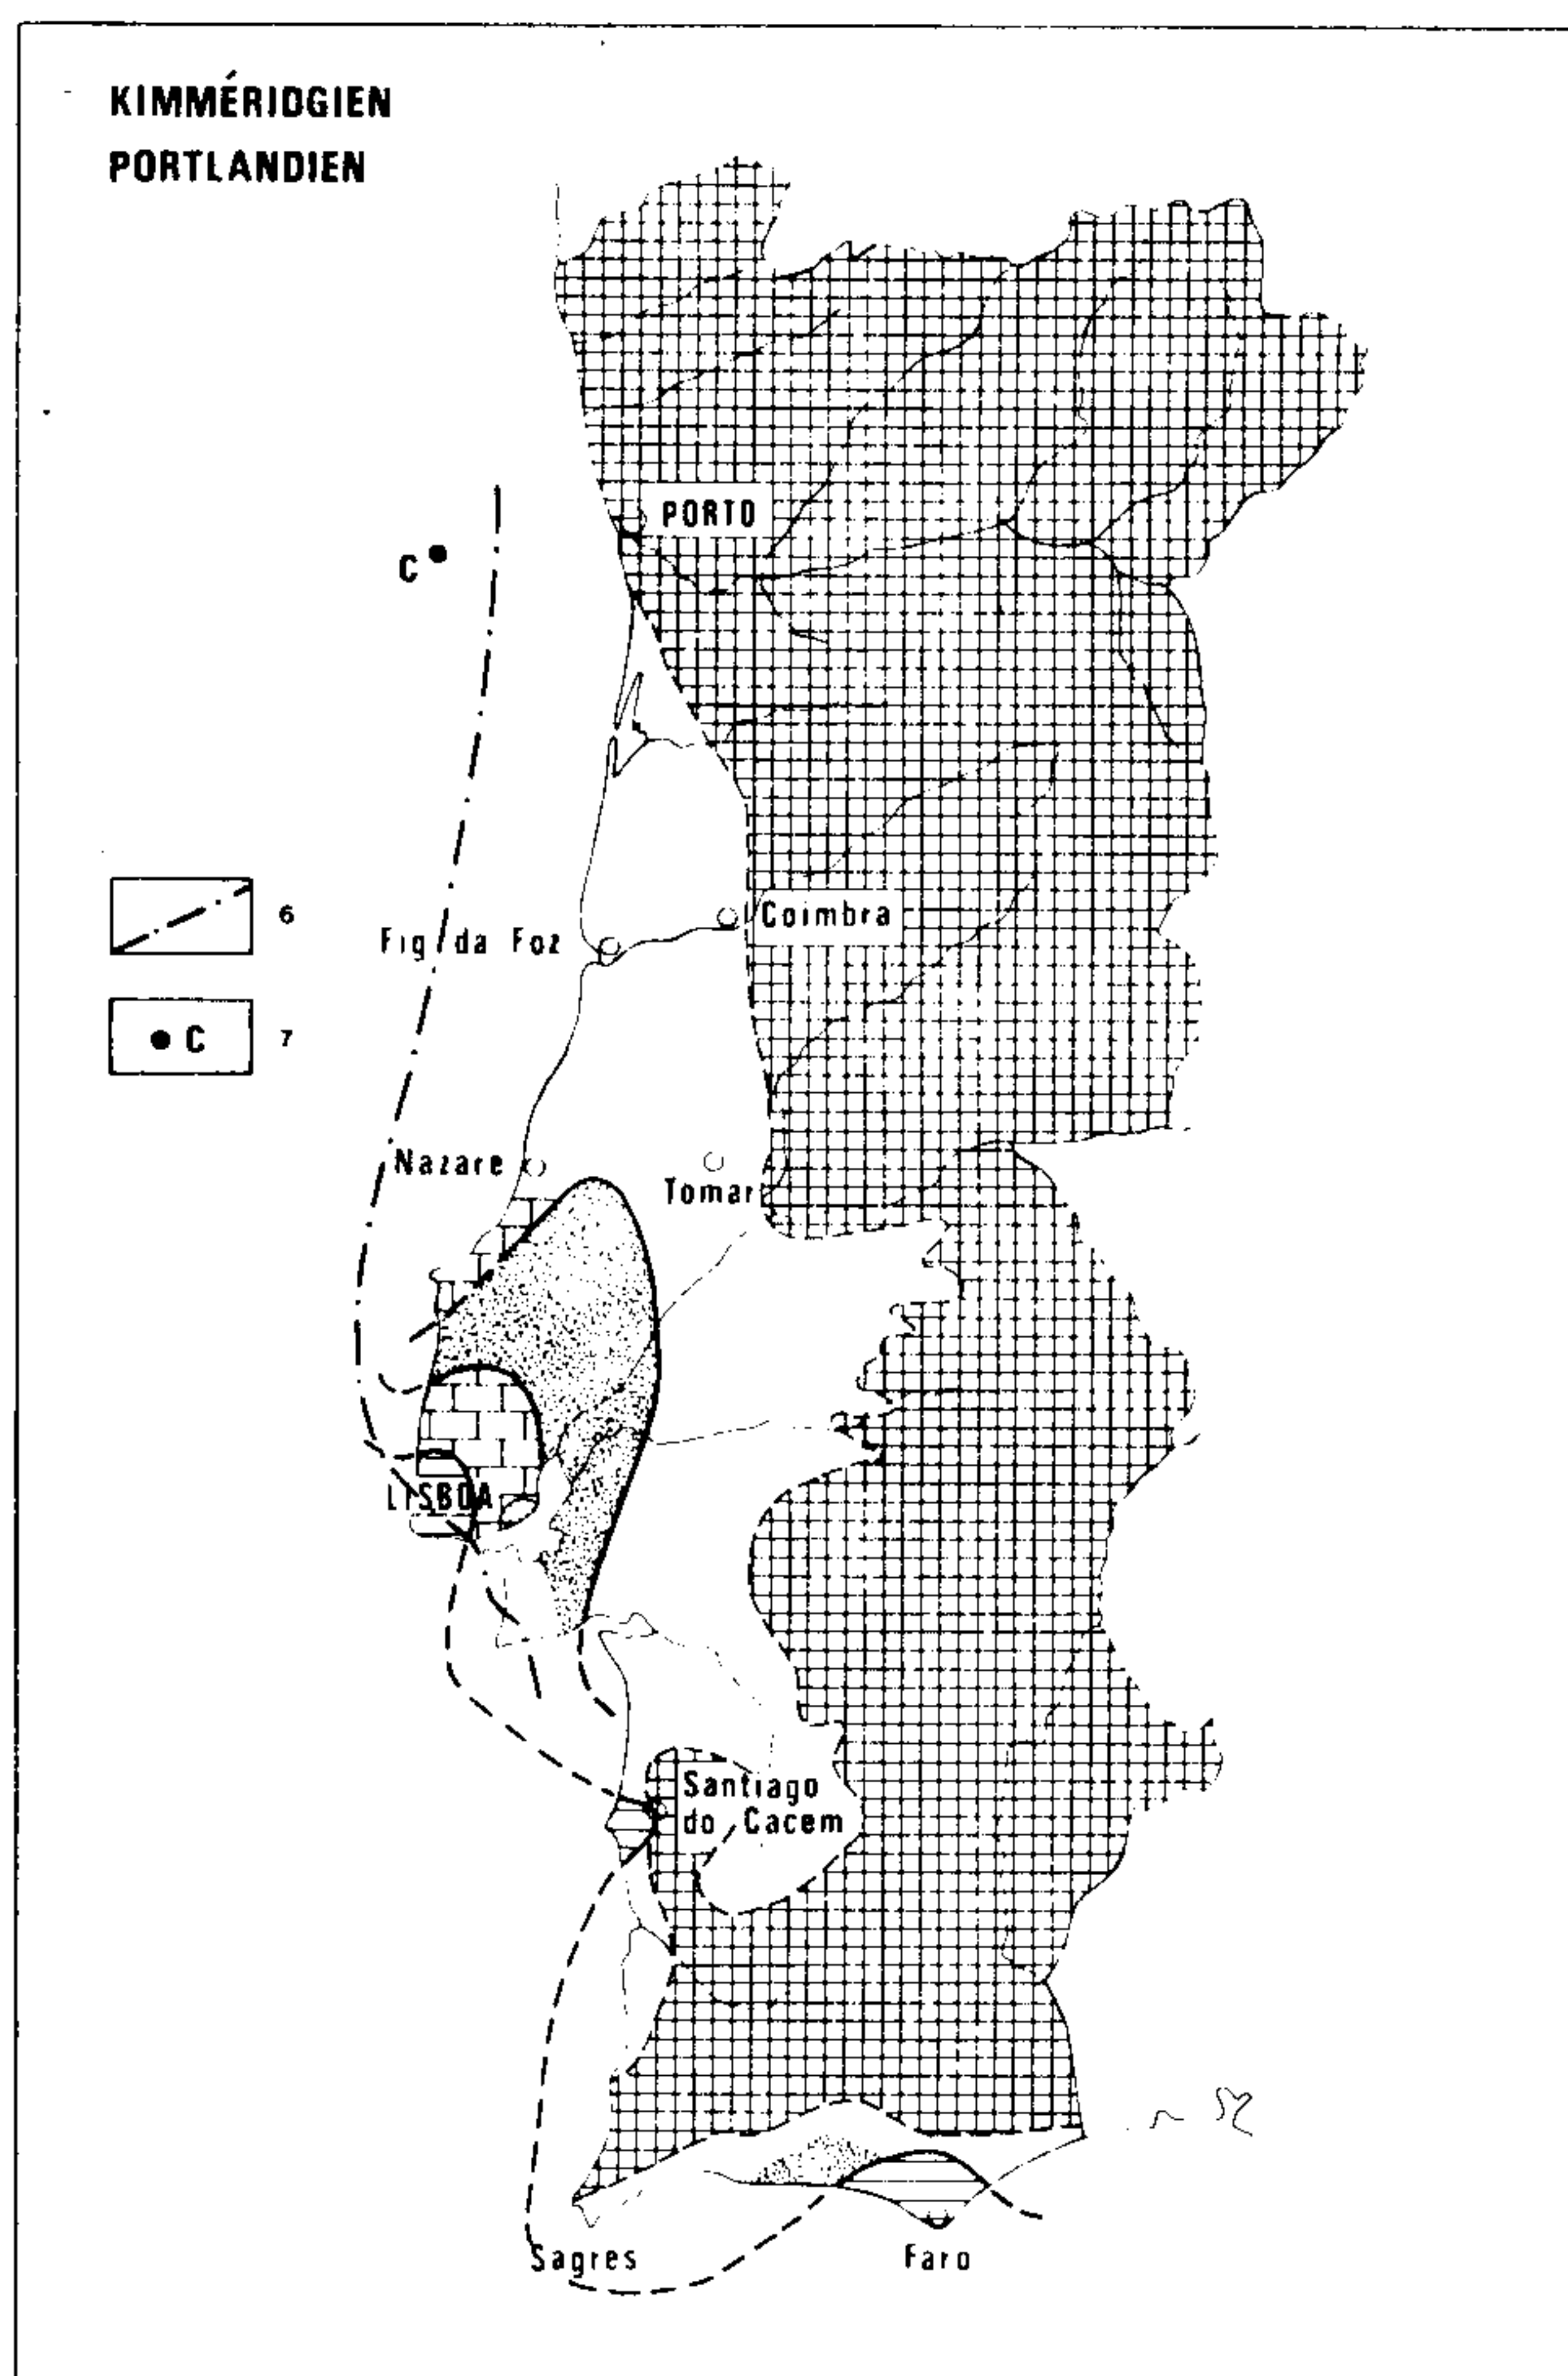 KIMMÉRIDGIEN
PORTLANDIEN
PORTO
C
6
Coimbra
Fig da Foz
C
7
Nazare
Tomar
LISBOA
Santiago
do Cacem
Sagres
Faro